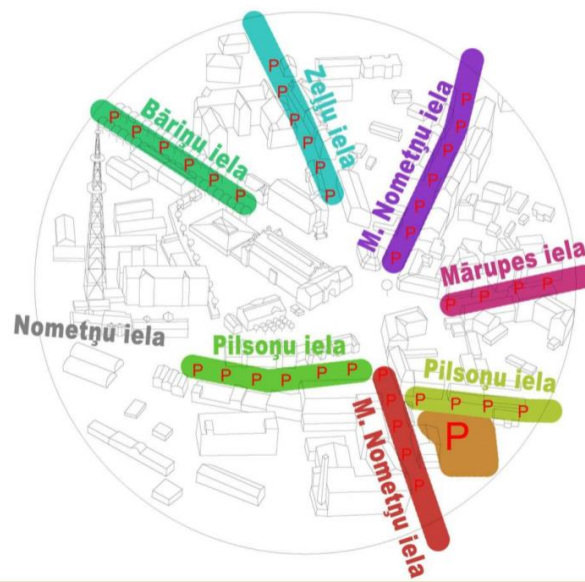 Zeļļu iela
M. Nometņu iela
Bāriņu iela
Mārupes iela
Nometņu iela
Pilsoņu iela
Pilsoņu iela
M. Nometņu iela
P P P P P P
P P P P P P
P P P P P P
P P P P
P P P P P P
P P P P
P P P P P
P